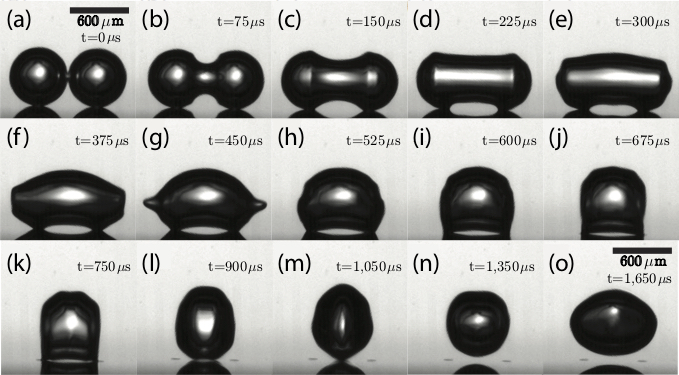 (a) 600 μm t=0μs
(b) t=75μs
(c) t=150μs
(d) t=225μs
(e) t=300μs
(f) t=375μs
(g) t=450μs
(h) t=525μs
(i) t=600μs
(j) t=675μs
(k) t=750μs
(l) t=900μs
(m) t=1,050μs
(n) t=1,350μs
(o) 600 μm t=1,650μs